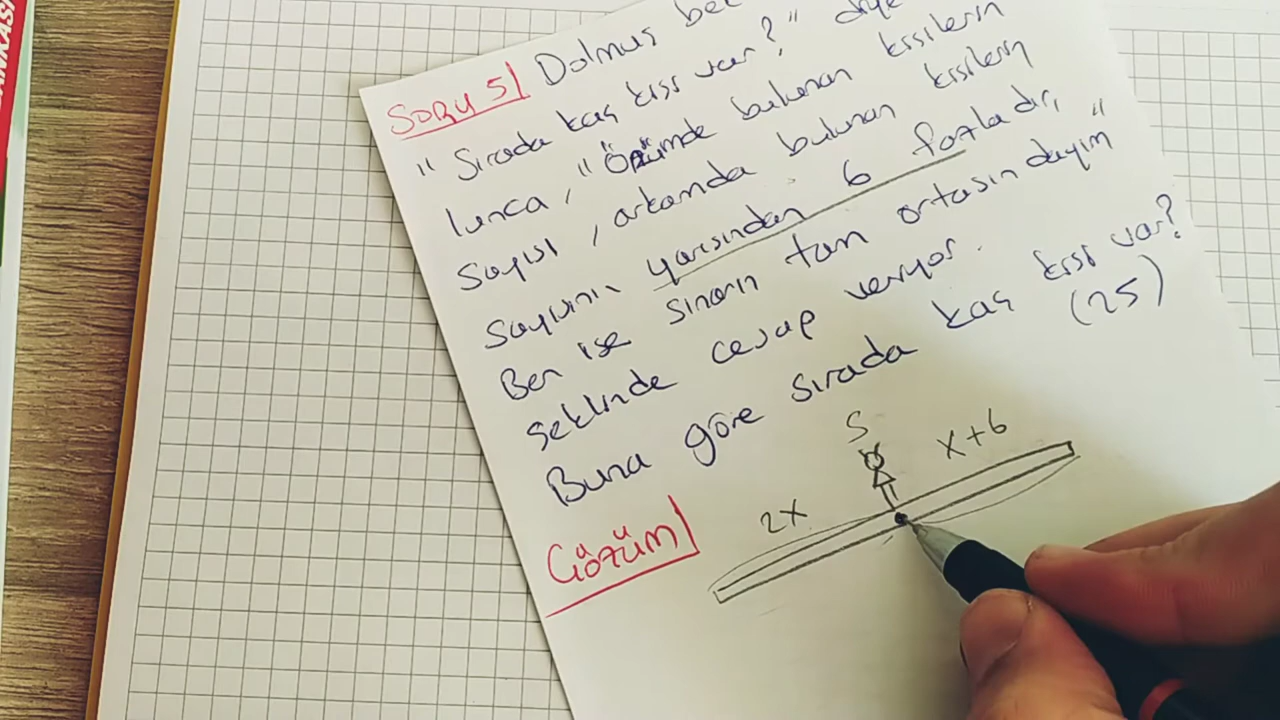 SORU 5) Dolmuş
"Sırada kaç kişi var?" diye
lunca, "Önümde bulunan kişilerin
sayısı, arkamda bulunan kişilerin
sayısının yarısından 6 fazladır,
Ben ise sıranın tam ortasındayım"
şeklinde cevap veriyor.
Buna göre sırada kaç kişi var?
(25)
S
2x x+6
Çözüm